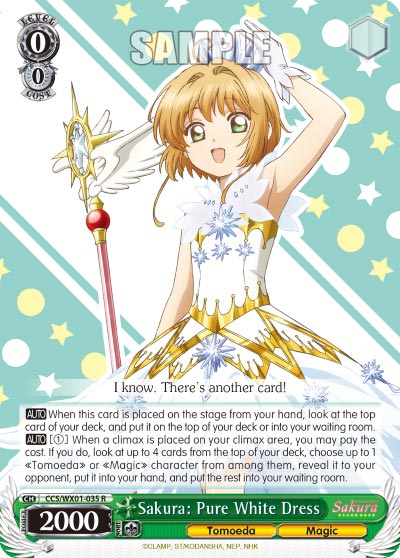 LEVEL
0
0
COST
SAMPLE
I know. There's another card!
AUTO When this card is placed on the stage from your hand, look at the top
card of your deck, and put it on the top of your deck or into your waiting room.
AUTO [①] When a climax is placed on your climax area, you may pay the
cost. If you do, look at up to 4 cards from the top of your deck, choose up to 1
«Tomoeda» or «Magic» character from among them, reveal it to your
opponent, put it into your hand, and put the rest into your waiting room.
CH CCS/WX01-035 R
2000
Sakura: Pure White Dress
Sakura
Tomoeda Magic
©CLAMP, ST/KODANSHA, NEP, NHK